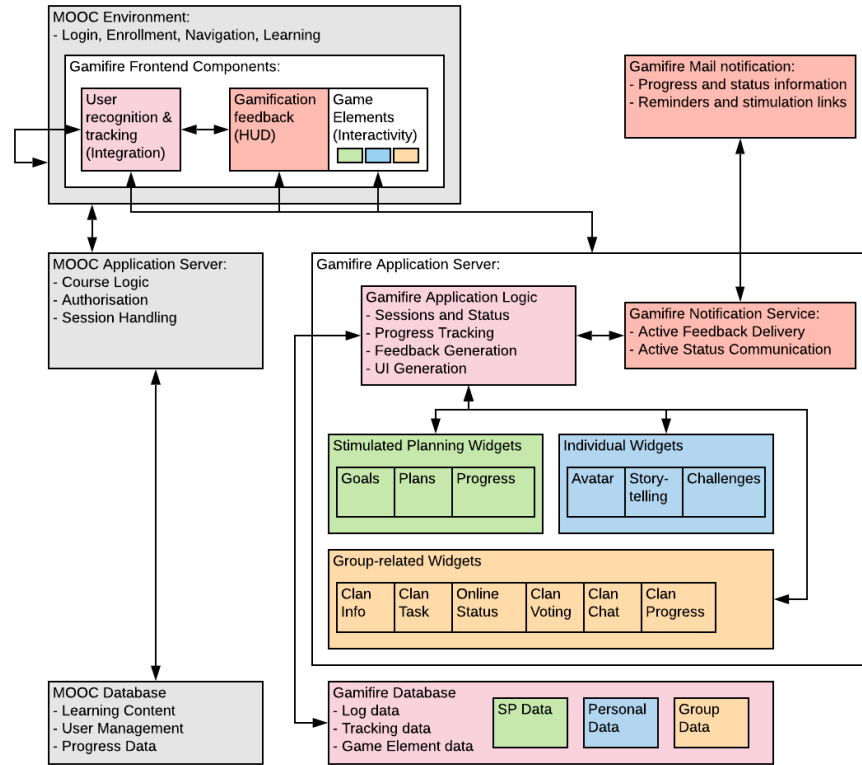 MOOC Environment:
- Login, Enrollment, Navigation, Learning
Gamifire Frontend Components:
User
recognition &
tracking
(Integration)
Gamification
feedback
(HUD)
Game
Elements
(Interactivity)
Gamifire Mail notification:
- Progress and status information
- Reminders and stimulation links
MOOC Application Server:
- Course Logic
- Authorisation
- Session Handling
Gamifire Application Server:
Gamifire Application Logic
- Sessions and Status
- Progress Tracking
- Feedback Generation
- UI Generation
Gamifire Notification Service:
- Active Feedback Delivery
- Active Status Communication
Stimulated Planning Widgets
Goals
Plans
Progress
Individual Widgets
Avatar
Story-
telling
Challenges
Group-related Widgets
Clan
Info
Clan
Task
Online
Status
Clan
Voting
Clan
Chat
Clan
Progress
MOOC Database
- Learning Content
- User Management
- Progress Data
Gamifire Database
- Log data
- Tracking data
- Game Element data
SP Data
Personal
Data
Group
Data